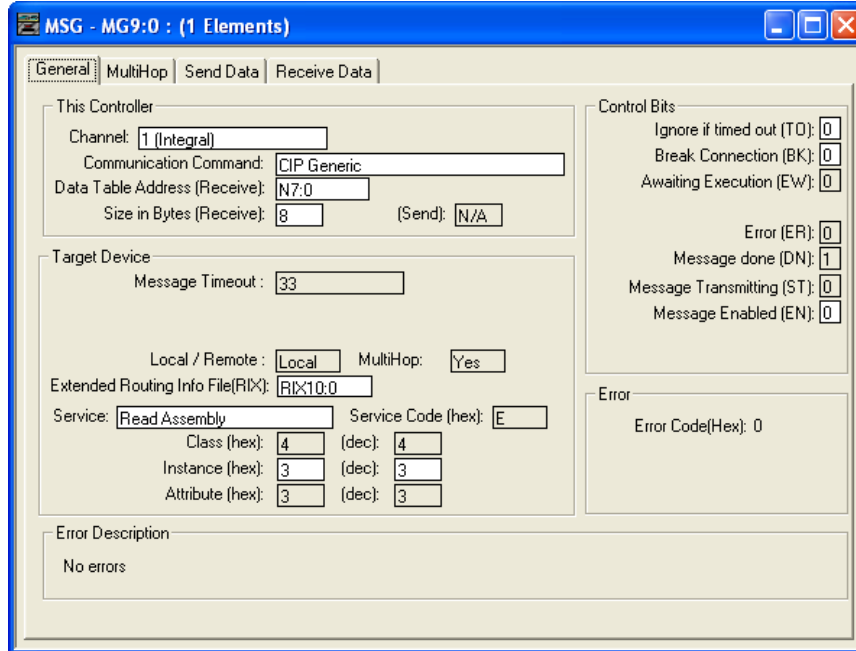 MSG - MG9:0 : (1 Elements)
General MultiHop Send Data Receive Data
This Controller
Channel: 1 (Integral)
Communication Command: CIP Generic
Data Table Address (Receive): N7:0
Size in Bytes (Receive): 8 (Send): N/A
Target Device
Message Timeout : 33
Local / Remote : Local MultiHop: Yes
Extended Routing Info File(RIX): RIX10:0
Service: Read Assembly Service Code (hex): E
Class (hex): 4 (dec): 4
Instance (hex): 3 (dec): 3
Attribute (hex): 3 (dec): 3
Control Bits
Ignore if timed out (TO): 0
Break Connection (BK): 0
Awaiting Execution (EW): 0
Error (ER): 0
Message done (DN): 1
Message Transmitting (ST): 0
Message Enabled (EN): 0
Error
Error Code(Hex): 0
Error Description
No errors